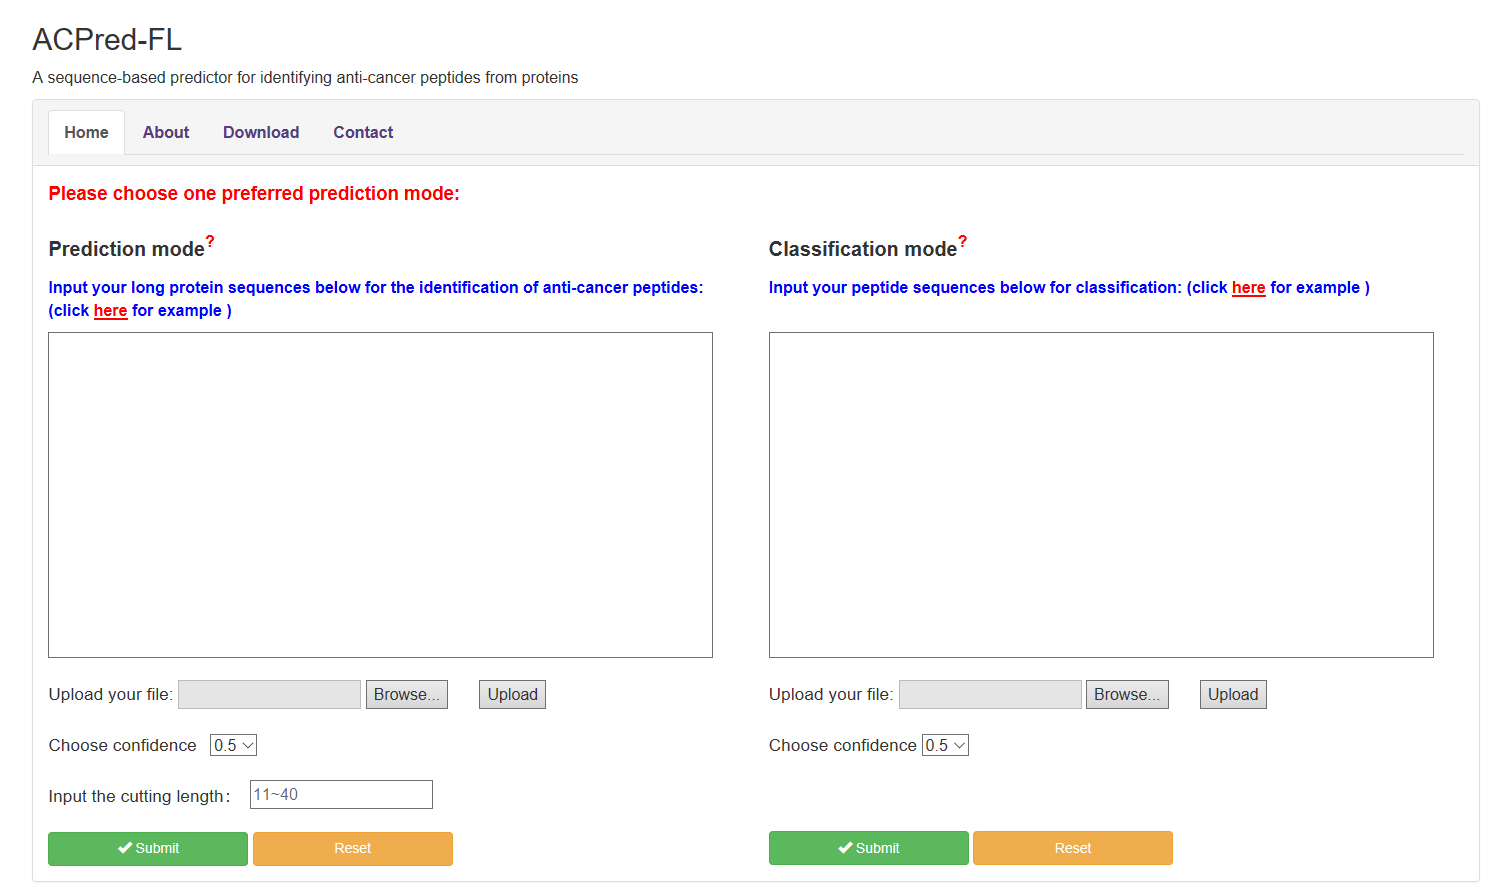 ACPred-FL
A sequence-based predictor for identifying anti-cancer peptides from proteins
Home About Download Contact
Please choose one preferred prediction mode:
Prediction mode?
Input your long protein sequences below for the identification of anti-cancer peptides:
(click here for example )
Upload your file: Browse... Upload
Choose confidence 0.5
Input the cutting length: 11~40
Submit Reset
Classification mode?
Input your peptide sequences below for classification: (click here for example )
Upload your file: Browse... Upload
Choose confidence 0.5
Submit Reset